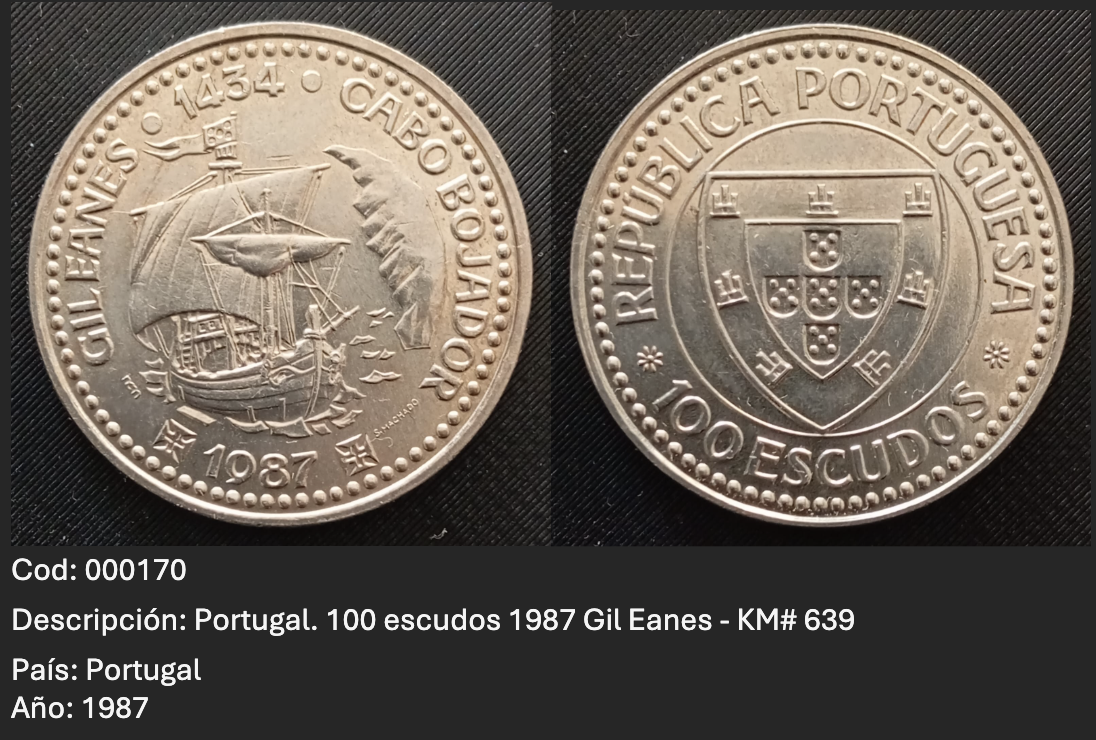 GIL EANES 1434 CABO BOJADOR
S. MACHADO
incm
1987
REPÚBLICA PORTUGUESA
100 ESCUDOS
Cod: 000170
Descripción: Portugal. 100 escudos 1987 Gil Eanes - KM# 639
País: Portugal
Año: 1987